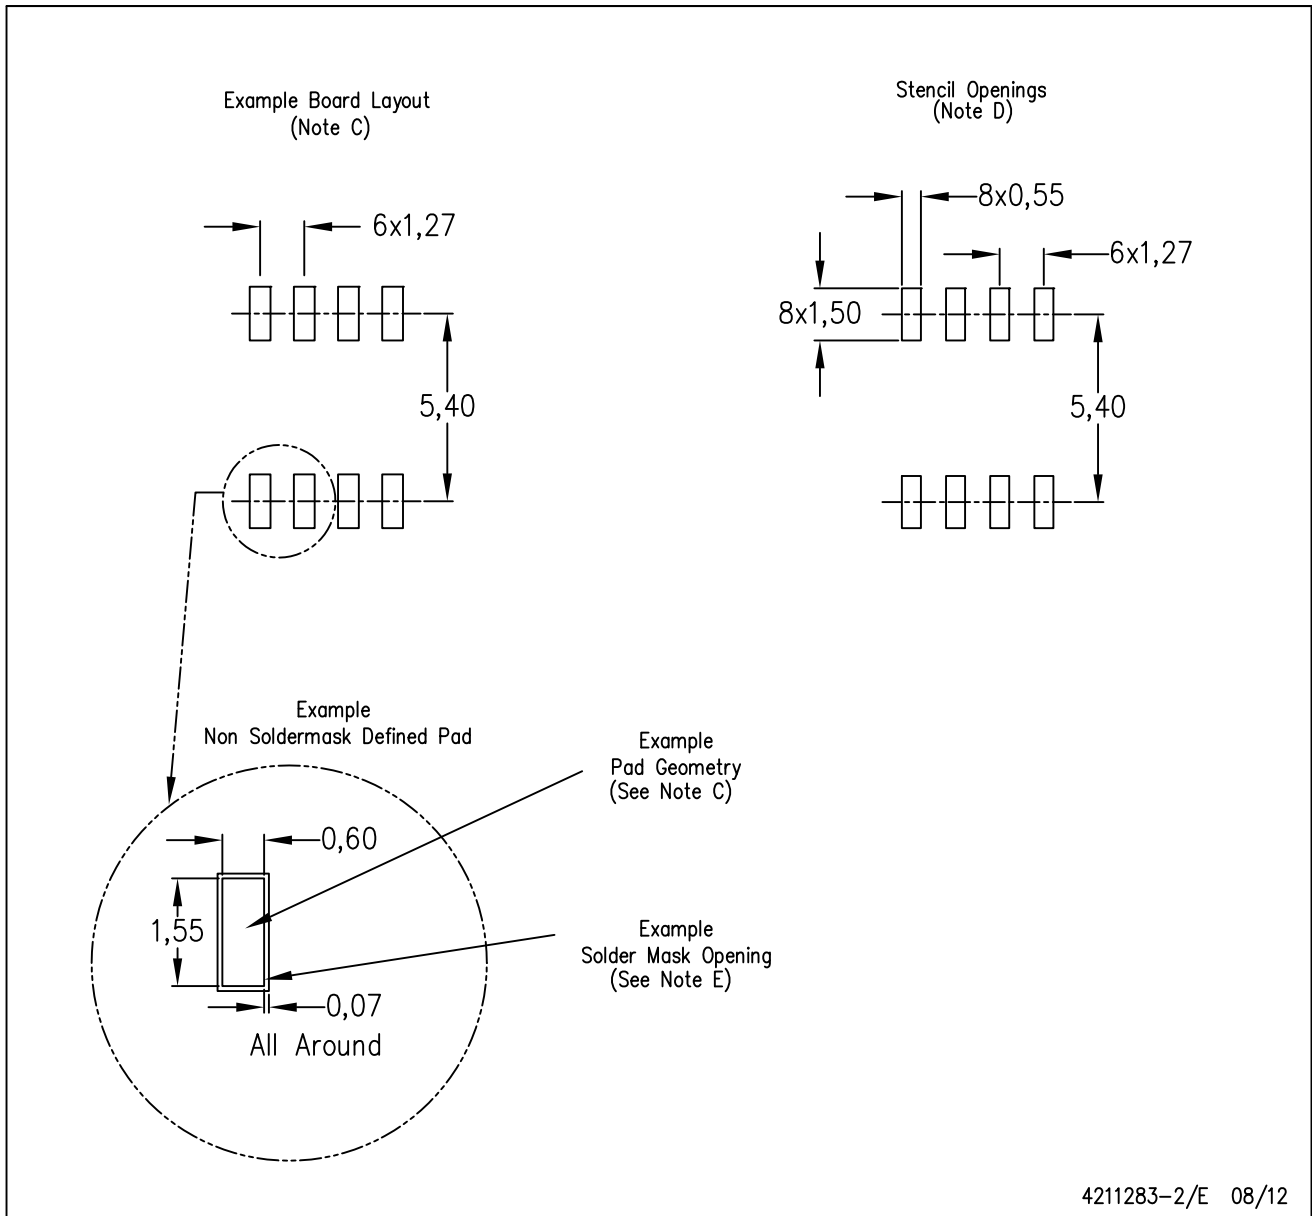 Example Board Layout
(Note C)
Stencil Openings
(Note D)
6x1,27
5,40
8x0,55
6x1,27
8x1,50
5,40
Example
Non Soldermask Defined Pad
Example
Pad Geometry
(See Note C)
0,60
1,55
Example
Solder Mask Opening
(See Note E)
0,07
All Around
4211283-2/E 08/12